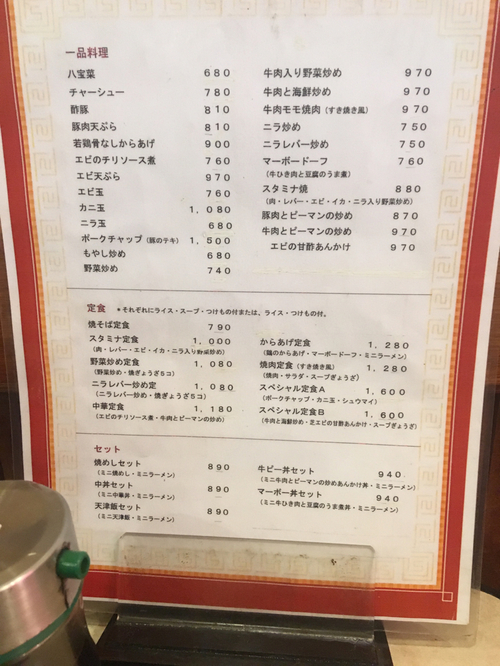 一品料理
八宝菜 680
チャーシュー 780
酢豚 810
豚肉天ぷら 810
若鶏骨なしからあげ 900
エビのチリソース煮 760
エビ天ぷら 970
エビ玉 760
カニ玉 1,080
ニラ玉 680
ポークチャップ (豚のテキ) 1,500
もやし炒め 680
野菜炒め 740
牛肉入り野菜炒め 970
牛肉と海鮮炒め 970
牛肉モモ焼肉 (すき焼き風) 970
ニラ炒め 750
ニラレバー炒め 750
マーボードーフ 760
(牛ひき肉と豆腐のうま煮)
スタミナ焼 880
(肉・レバー・エビ・イカ・ニラ入り野菜炒め)
豚肉とピーマンの炒め 870
牛肉とピーマンの炒め 970
エビの甘酢あんかけ 970
定食 *それぞれにライス・スープ・つけもの付または、ライス・つけもの付。
焼そば定食 790
スタミナ定食 1,000
(肉・レバー・エビ・イカ・ニラ入り野菜炒め)
野菜炒め定食 1,080
(野菜炒め・焼ぎょうざ5コ)
ニラレバー炒め定 1,080
(ニラレバー炒め・焼ぎょうざ5コ)
中華定食 1,180
(エビのチリソース煮・牛肉とピーマンの炒め)
からあげ定食 1,280
(鶏のからあげ・マーボードーフ・ミニラーメン)
焼肉定食 (すき焼き風) 1,280
(焼肉・サラダ・スープぎょうざ)
スペシャル定食A 1,600
(ポークチャップ・カニ玉・シュウマイ)
スペシャル定食B 1,600
(牛肉と海鮮炒め・芝エビの甘酢あんかけ・スープぎょうざ)
セット
焼めしセット 890
(ミニ焼めし・ミニラーメン)
中丼セット 890
(ミニ中華丼・ミニラーメン)
天津飯セット 890
(ミニ天津飯・ミニラーメン)
牛ピー丼セット 940
(ミニ牛肉とピーマンの炒めあんかけ丼・ミニラーメン)
マーボー丼セット 940
(ミニ牛ひき肉と豆腐のうま煮丼・ミニラーメン)